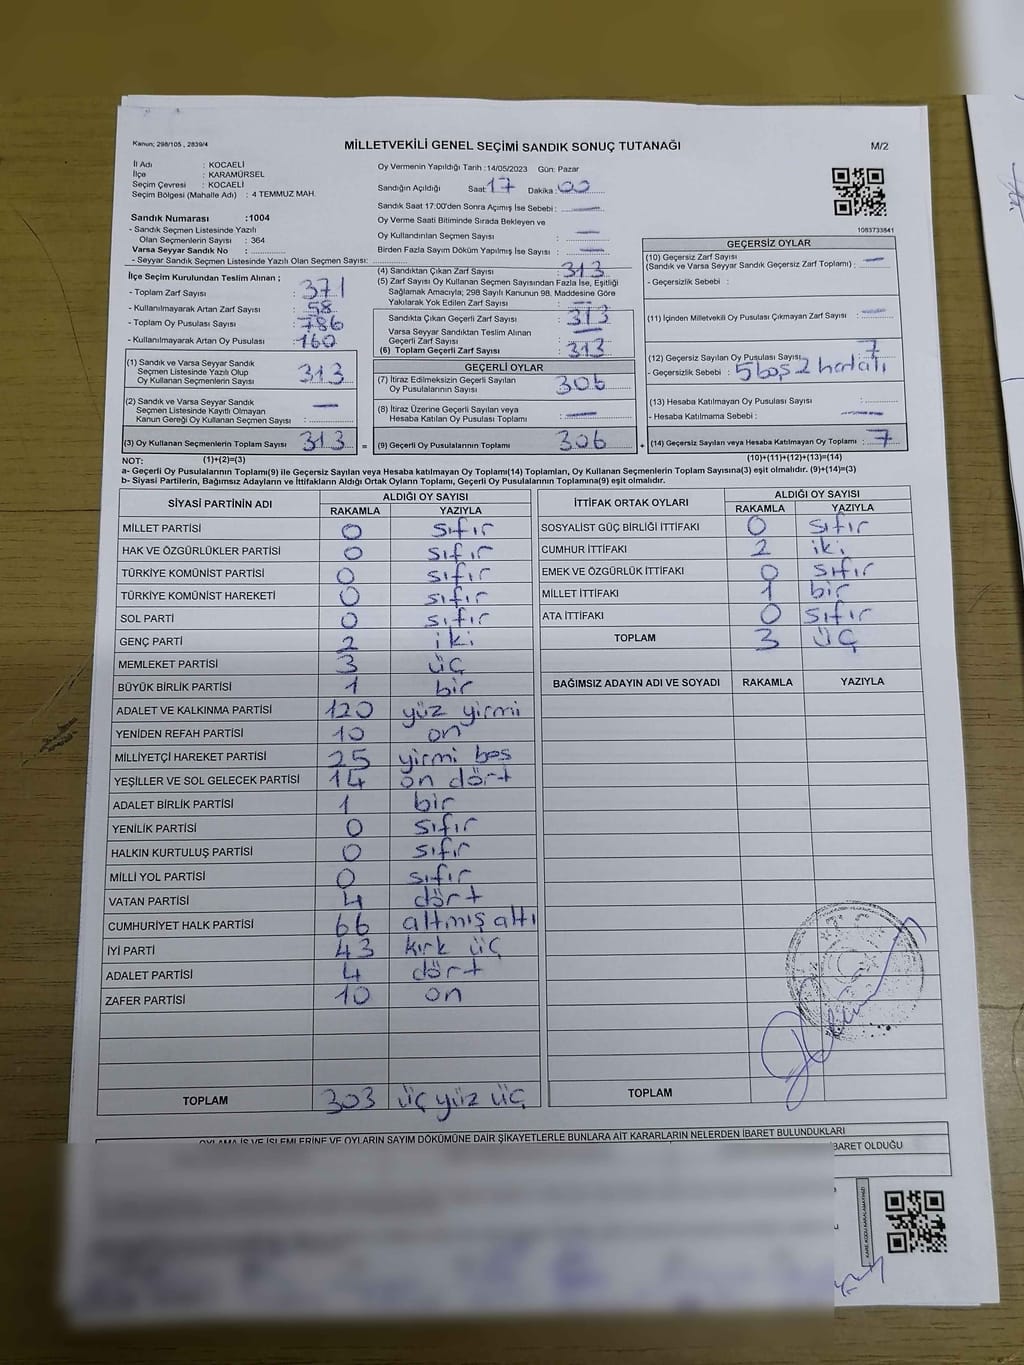 Kanun; 298/105 , 2839/4
MİLLETVEKİLİ GENEL SEÇİMİ SANDIK SONUÇ TUTANAĞI
M/2
İl Adı : KOCAELİ
İlçe : KARAMÜRSEL
Seçim Çevresi : KOCAELİ
Seçim Bölgesi (Mahalle Adı) : 4 TEMMUZ MAH.
Sandık Numarası :1004
- Sandık Seçmen Listesinde Yazılı
Olan Seçmenlerin Sayısı : 364
Varsa Seyyar Sandık No :
- Seyyar Sandık Seçmen Listesinde Yazılı Olan Seçmen Sayısı:
Oy Vermenin Yapıldığı Tarih :14/05/2023 Gün: Pazar
Sandığın Açıldığı Saat: 17 Dakika: 00
Sandık Saat 17:00'den Sonra Açımış İse Sebebi : —
Oy Verme Saati Bitiminde Sırada Bekleyen ve
Oy Kullandırılan Seçmen Sayısı : —
Birden Fazla Sayım Döküm Yapılmış İse Sayısı : —
1083733841
İlçe Seçim Kurulundan Teslim Alınan ;
- Toplam Zarf Sayısı : 371
- Kullanılmayarak Artan Zarf Sayısı : 58
- Toplam Oy Pusulası Sayısı : 786
- Kullanılmayarak Artan Oy Pusulası : 160
(1) Sandık ve Varsa Seyyar Sandık
Seçmen Listesinde Yazılı Olup
Oy Kullanan Seçmenlerin Sayısı : 313
(2) Sandık ve Varsa Seyyar Sandık
Seçmen Listesinde Kayıtlı Olmayan
Kanun Gereği Oy Kullanan Seçmen Sayısı : —
(3) Oy Kullanan Seçmenlerin Toplam Sayısı : 313 =
(4) Sandıktan Çıkan Zarf Sayısı : 313
(5) Zarf Sayısı Oy Kullanan Seçmen Sayısından Fazla İse, Eşitliği
Sağlamak Amacıyla; 298 Sayılı Kanunun 98. Maddesine Göre
Yakılarak Yok Edilen Zarf Sayısı : —
Sandıkta Çıkan Geçerli Zarf Sayısı : 313
Varsa Seyyar Sandıktan Teslim Alınan
Geçerli Zarf Sayısı : —
(6) Toplam Geçerli Zarf Sayısı : 313
GEÇERLİ OYLAR
(7) İtiraz Edilmeksizin Geçerli Sayılan
Oy Pusulalarının Sayısı : 306
(8) İtiraz Üzerine Geçerli Sayılan veya
Hesaba Katılan Oy Pusulası Toplamı : —
(9) Geçerli Oy Pusulalarının Toplamı : 306 +
GEÇERSİZ OYLAR
(10) Geçersiz Zarf Sayısı
(Sandık ve Varsa Seyyar Sandık Geçersiz Zarf Toplamı) : —
- Geçersizlik Sebebi :
(11) İçinden Milletvekili Oy Pusulası Çıkmayan Zarf Sayısı : —
(12) Geçersiz Sayılan Oy Pusulası Sayısı : 7
- Geçersizlik Sebebi : 5 boş 2 hatalı
(13) Hesaba Katılmayan Oy Pusulası Sayısı :
- Hesaba Katılmama Sebebi : —
(14) Geçersiz Sayılan veya Hesaba Katılmayan Oy Toplamı : 7
NOT: (1)+(2)=(3)
(10)+(11)+(12)+(13)=(14)
a- Geçerli Oy Pusulalarının Toplamı(9) ile Geçersiz Sayılan veya Hesaba katılmayan Oy Toplamı(14) Toplamları, Oy Kullanan Seçmenlerin Toplam Sayısına(3) eşit olmalıdır. (9)+(14)=(3)
b- Siyasi Partilerin, Bağımsız Adayların ve İttifakların Aldığı Ortak Oyların Toplamı, Geçerli Oy Pusulalarının Toplamına(9) eşit olmalıdır.
SİYASİ PARTİNİN ADI ALDIĞI OY SAYISI
RAKAMLA YAZIYLA
MİLLET PARTİSİ 0 sıfır
HAK VE ÖZGÜRLÜKLER PARTİSİ 0 sıfır
TÜRKİYE KOMÜNİST PARTİSİ 0 sıfır
TÜRKİYE KOMÜNİST HAREKETİ 0 sıfır
SOL PARTİ 0 sıfır
GENÇ PARTİ 2 iki
MEMLEKET PARTİSİ 3 üç
BÜYÜK BİRLİK PARTİSİ 1 bir
ADALET VE KALKINMA PARTİSİ 120 yüz yirmi
YENİDEN REFAH PARTİSİ 10 on
MİLLİYETÇİ HAREKET PARTİSİ 25 yirmi beş
YEŞİLLER VE SOL GELECEK PARTİSİ 14 on dört
ADALET BİRLİK PARTİSİ 1 bir
YENİLİK PARTİSİ 0 sıfır
HALKIN KURTULUŞ PARTİSİ 0 sıfır
MİLLİ YOL PARTİSİ 0 sıfır
VATAN PARTİSİ 4 dört
CUMHURİYET HALK PARTİSİ 66 altmış altı
İYİ PARTİ 43 kırk üç
ADALET PARTİSİ 4 dört
ZAFER PARTİSİ 10 on
TOPLAM 303 üç yüz üç
İTTİFAK ORTAK OYLARI ALDIĞI OY SAYISI
RAKAMLA YAZIYLA
SOSYALİST GÜÇ BİRLİĞİ İTTİFAKI 0 sıfır
CUMHUR İTTİFAKI 2 iki
EMEK VE ÖZGÜRLÜK İTTİFAKI 0 sıfır
MİLLET İTTİFAKI 1 bir
ATA İTTİFAKI 0 sıfır
TOPLAM 3 üç
BAĞIMSIZ ADAYIN ADI VE SOYADI RAKAMLA YAZIYLA
TOPLAM
OYLAMA İŞ VE İŞLEMLERİNE VE OYLARIN SAYIM DÖKÜMÜNE DAİR ŞİKAYETLERLE BUNLARA AİT KARARLARIN NELERDEN İBARET BULUNDUKLARI
İBARET OLDUĞU